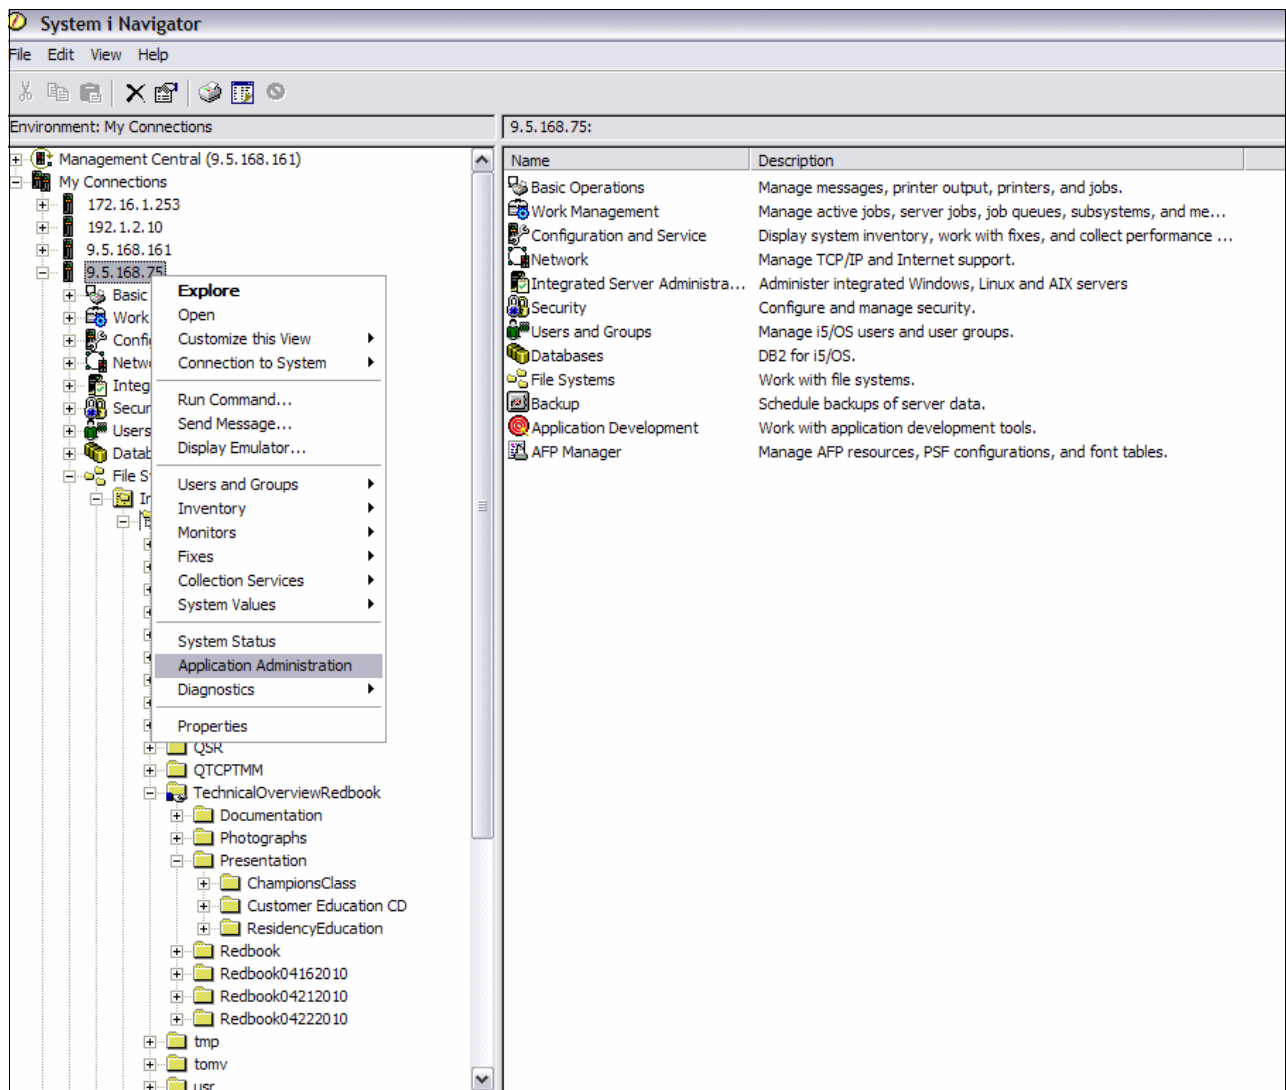 System i Navigator
File Edit View Help
Environment: My Connections
9.5.168.75:
Management Central (9.5.168.161)
My Connections
172.16.1.253
192.1.2.10
9.5.168.161
9.5.168.75
Basic
Work
Confi
Netw
Integ
Secur
Users
Datab
File S
QSR
QTCPTMM
TechnicalOverviewRedbook
Documentation
Photographs
Presentation
ChampionsClass
Customer Education CD
ResidencyEducation
Redbook
Redbook04162010
Redbook04212010
Redbook04222010
tmp
tomv
usr
Explore
Open
Customize this View
Connection to System
Run Command...
Send Message...
Display Emulator...
Users and Groups
Inventory
Monitors
Fixes
Collection Services
System Values
System Status
Application Administration
Diagnostics
Properties
Name Description
Basic Operations Manage messages, printer output, printers, and jobs.
Work Management Manage active jobs, server jobs, job queues, subsystems, and me...
Configuration and Service Display system inventory, work with fixes, and collect performance ...
Network Manage TCP/IP and Internet support.
Integrated Server Administra... Administer integrated Windows, Linux and AIX servers
Security Configure and manage security.
Users and Groups Manage i5/OS users and user groups.
Databases DB2 for i5/OS.
File Systems Work with file systems.
Backup Schedule backups of server data.
Application Development Work with application development tools.
AFP Manager Manage AFP resources, PSF configurations, and font tables.